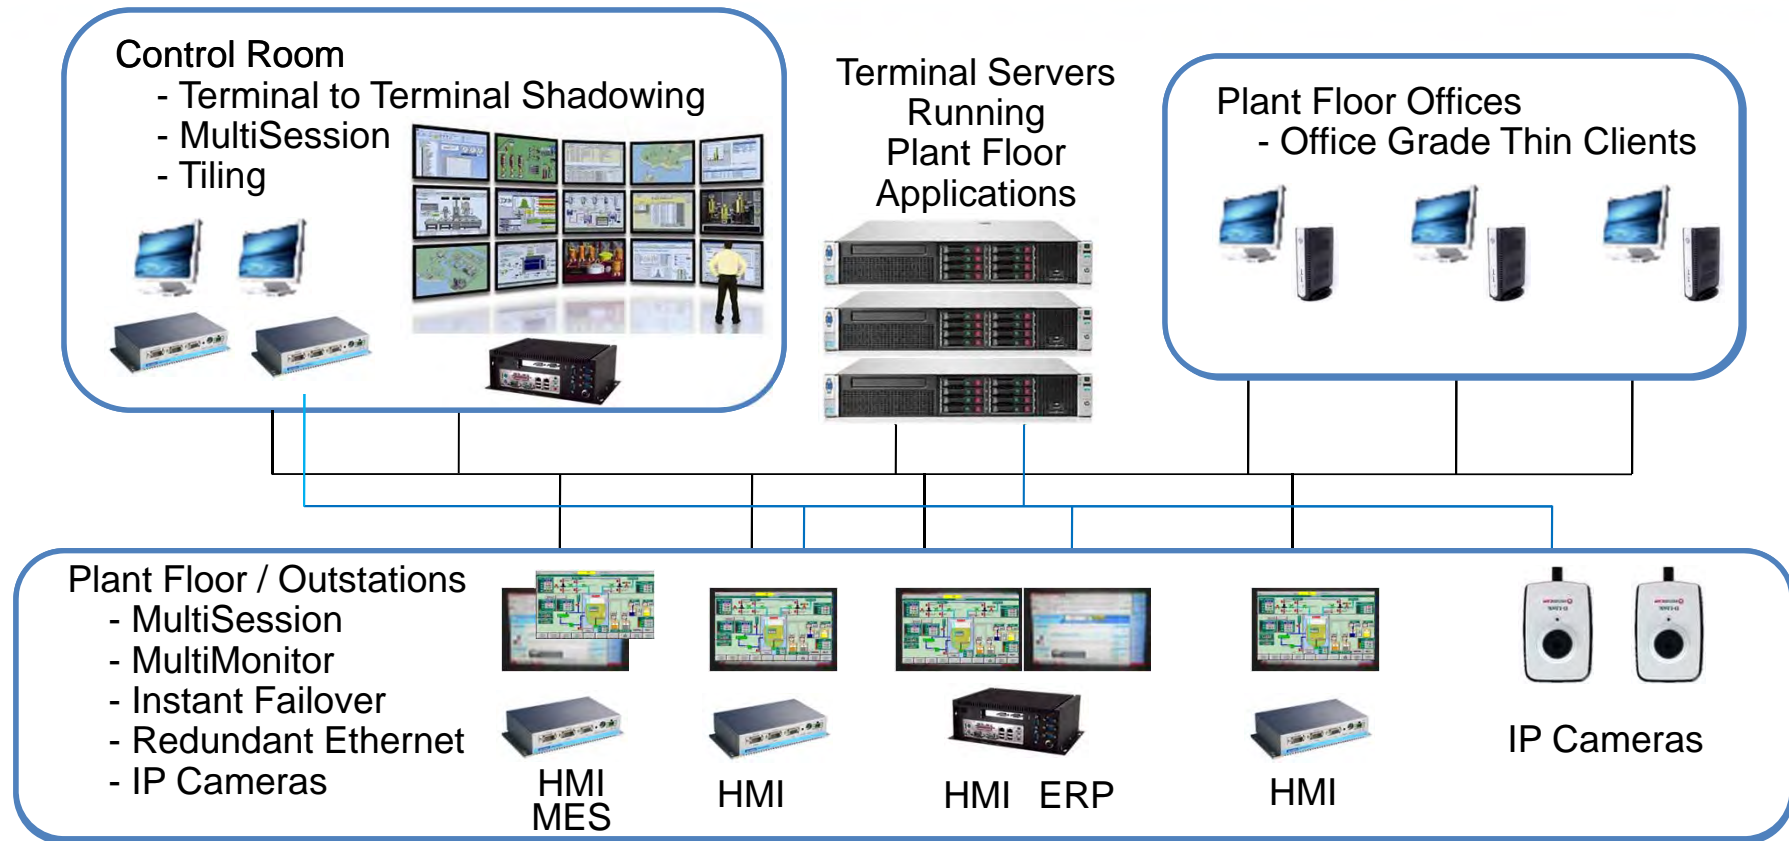 Control Room
- Terminal to Terminal Shadowing
- MultiSession
- Tiling
Terminal Servers
Running
Plant Floor
Applications
Plant Floor Offices
- Office Grade Thin Clients
Plant Floor / Outstations
- MultiSession
- MultiMonitor
- Instant Failover
- Redundant Ethernet
- IP Cameras
HMI
MES
HMI
HMI ERP
HMI
D-Link
D-Link
IP Cameras